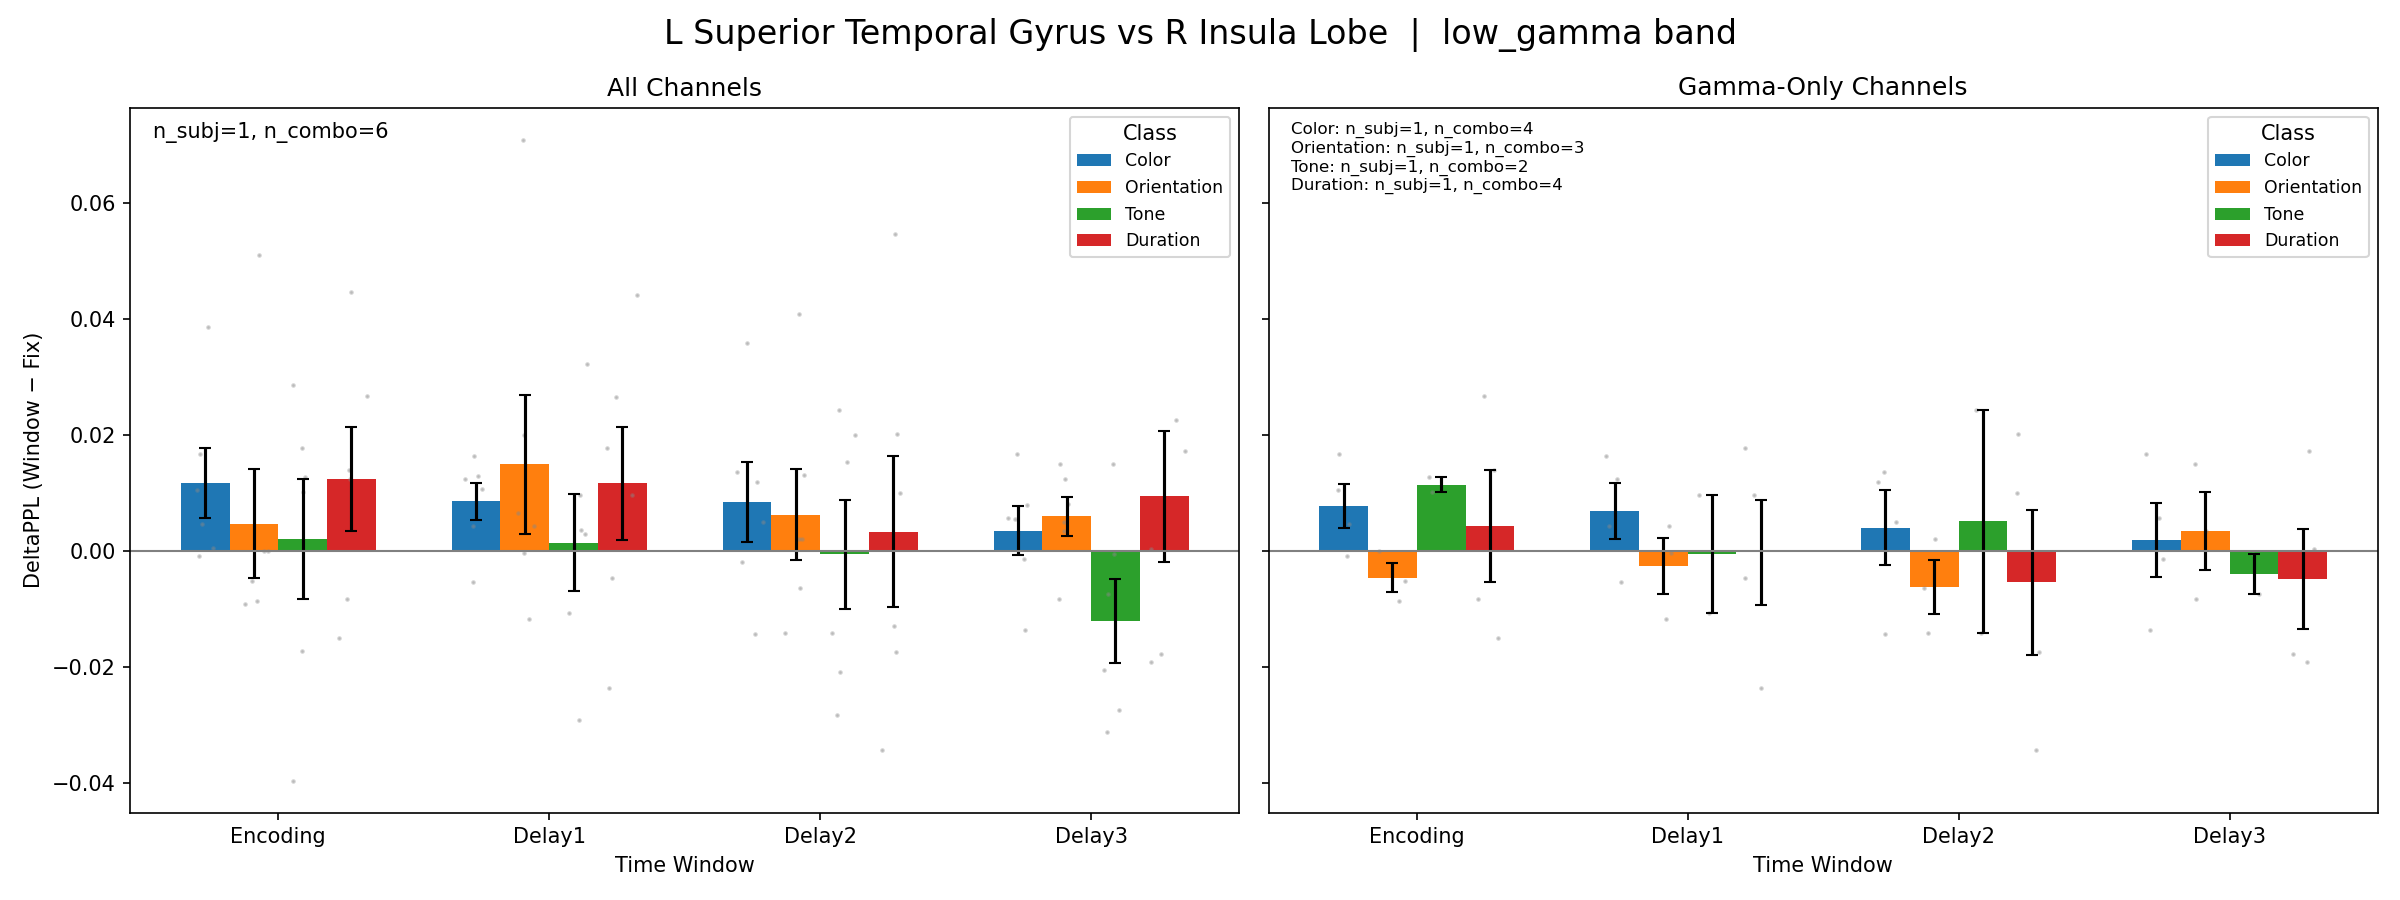 L Superior Temporal Gyrus vs R Insula Lobe | low_gamma band
All Channels
n_subj=1, n_combo=6
Class
Color
Orientation
Tone
Duration
DeltaPPL (Window − Fix)
0.06
0.04
0.02
0.00
−0.02
−0.04
Encoding
Delay1
Delay2
Delay3
Time Window
Gamma-Only Channels
Color: n_subj=1, n_combo=4
Orientation: n_subj=1, n_combo=3
Tone: n_subj=1, n_combo=2
Duration: n_subj=1, n_combo=4
Class
Color
Orientation
Tone
Duration
Encoding
Delay1
Delay2
Delay3
Time Window